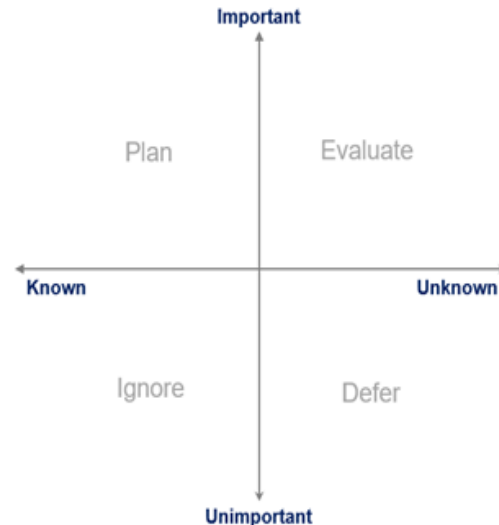 Important
Plan
Evaluate
Known
Unknown
Ignore
Defer
Unimportant